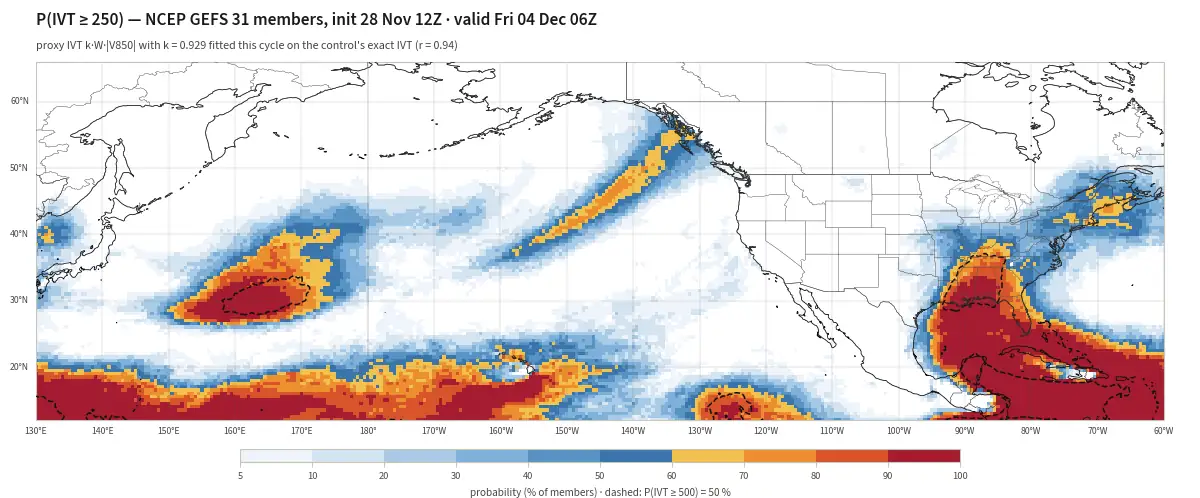 P(IVT ≥ 250) — NCEP GEFS 31 members, init 28 Nov 12Z · valid Fri 04 Dec 06Z
proxy IVT k·W·|V850| with k = 0.929 fitted this cycle on the control's exact IVT (r = 0.94)
60°N
50°N
40°N
30°N
20°N
130°E 140°E 150°E 160°E 170°E 180° 170°W 160°W 150°W 140°W 130°W 120°W 110°W 100°W 90°W 80°W 70°W 60°W
5 10 20 30 40 50 60 70 80 90 100
probability (% of members) · dashed: P(IVT ≥ 500) = 50 %